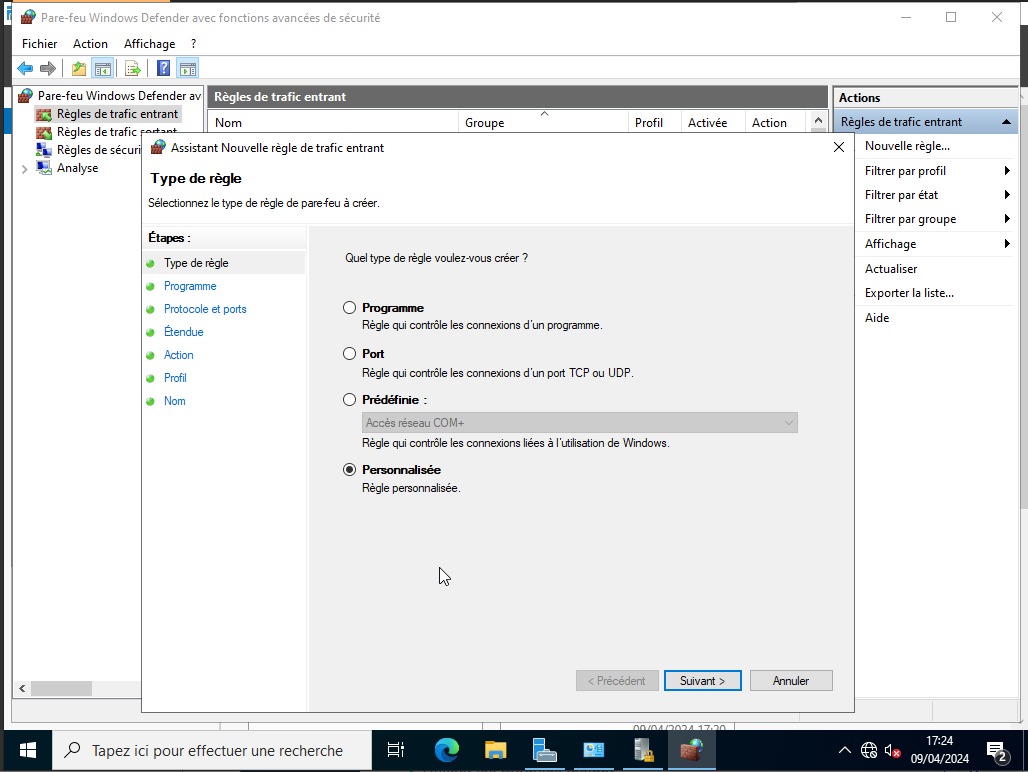 Pare-feu Windows Defender avec fonctions avancées de sécurité
Fichier Action Affichage ?
Pare-feu Windows Defender av
Règles de trafic entrant
Règles de trafic sortant
Règles de sécuri
Analyse
Règles de trafic entrant
Nom Groupe Profil Activée Action
Actions
Règles de trafic entrant
Nouvelle règle...
Filtrer par profil
Filtrer par état
Filtrer par groupe
Affichage
Actualiser
Exporter la liste...
Aide
Assistant Nouvelle règle de trafic entrant
Type de règle
Sélectionnez le type de règle de pare-feu à créer.
Étapes :
Type de règle
Programme
Protocole et ports
Étendue
Action
Profil
Nom
Quel type de règle voulez-vous créer ?
Programme
Règle qui contrôle les connexions d'un programme.
Port
Règle qui contrôle les connexions d'un port TCP ou UDP.
Prédéfinie :
Accès réseau COM+
Règle qui contrôle les connexions liées à l'utilisation de Windows.
Personnalisée
Règle personnalisée.
< Précédent Suivant > Annuler
09/04/2024 17:20
Tapez ici pour effectuer une recherche
17:24
09/04/2024
2